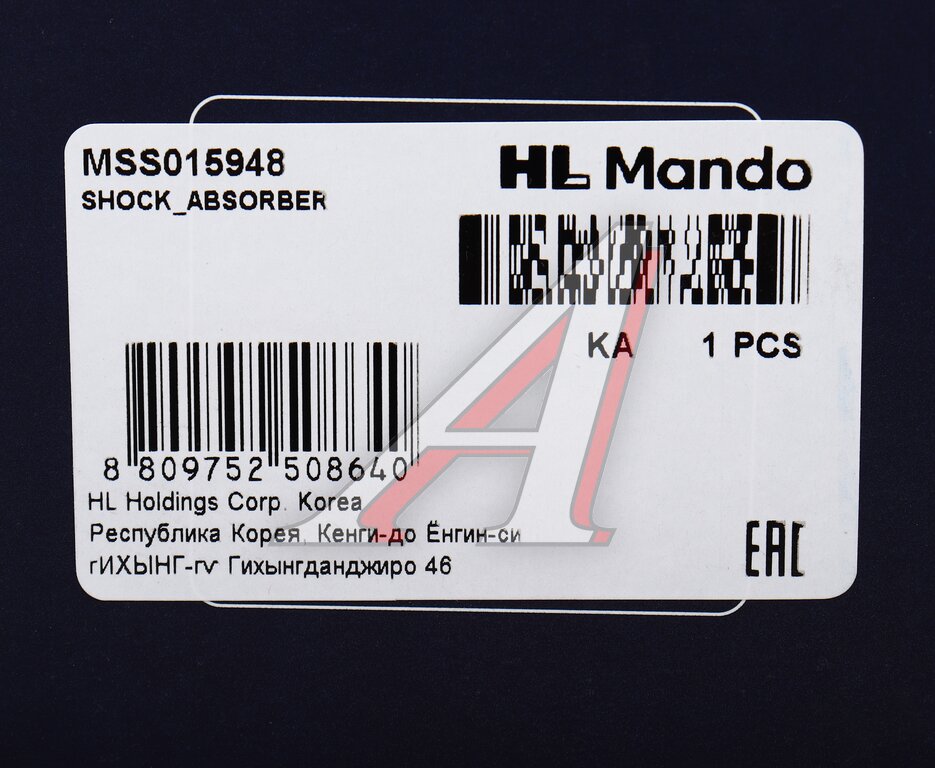 MSS015948
SHOCK_ABSORBER
HL Mando
KA 1 PCS
8 809752 508640
HL Holdings Corp. Korea
Республика Корея, Кенги-до Ёнгин-си
гИХЫНГ-гу Гихынгданджиро 46
EAC